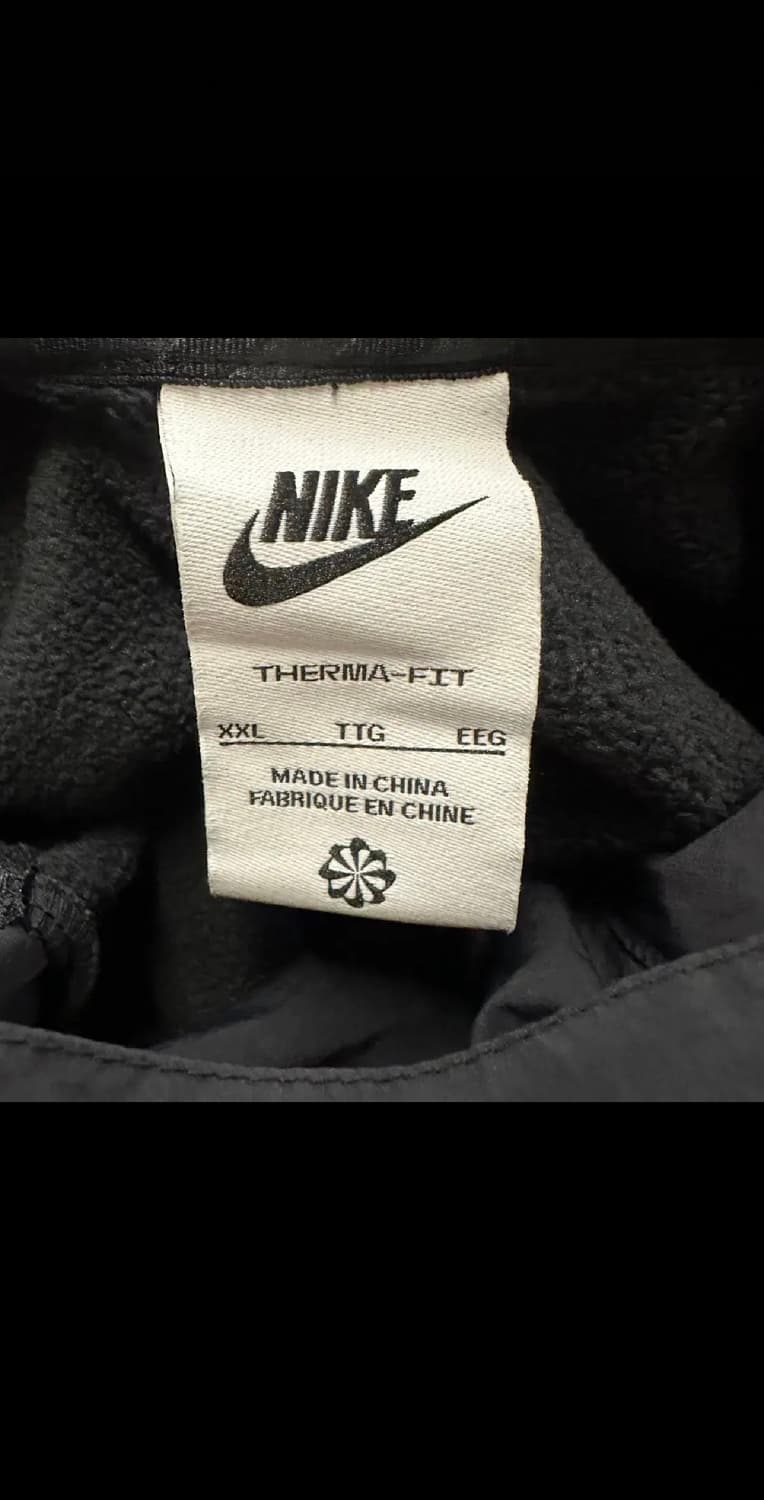 NIKE
THERMA-FIT
XXL TTG EEG
MADE IN CHINA
FABRIQUE EN CHINE